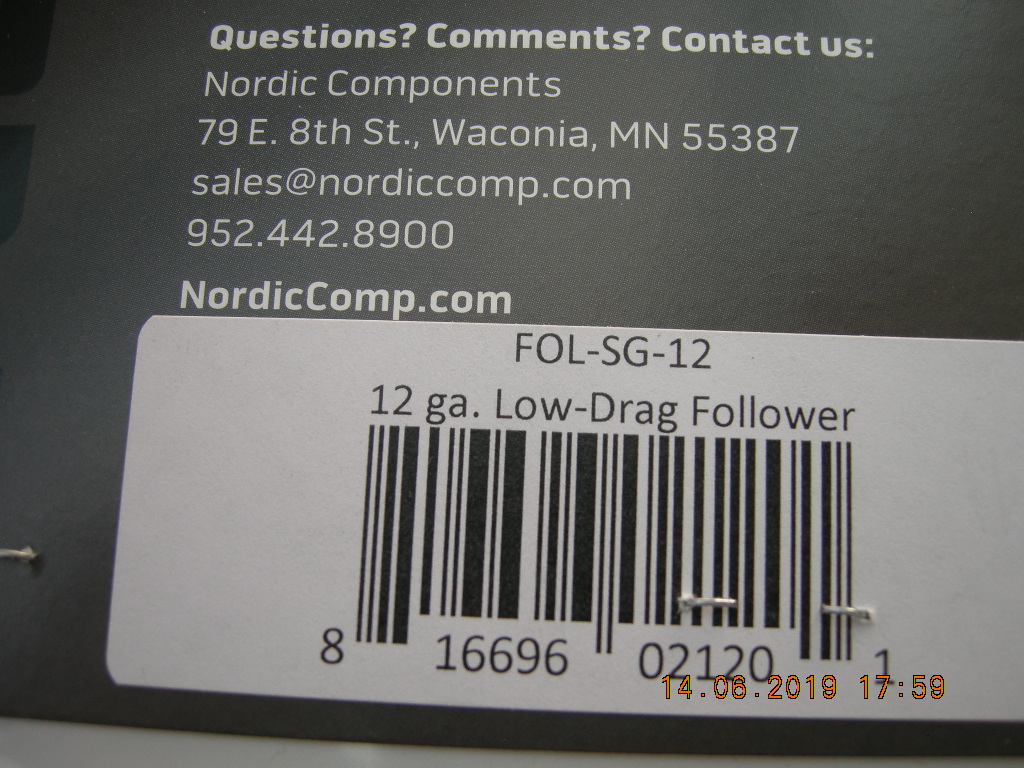 Questions? Comments? Contact us:
Nordic Components
79 E. 8th St., Waconia, MN 55387
sales@nordiccomp.com
952.442.8900
NordicComp.com
FOL-SG-12
12 ga. Low-Drag Follower
8 16696 02120 1
14.06.2019 17:59